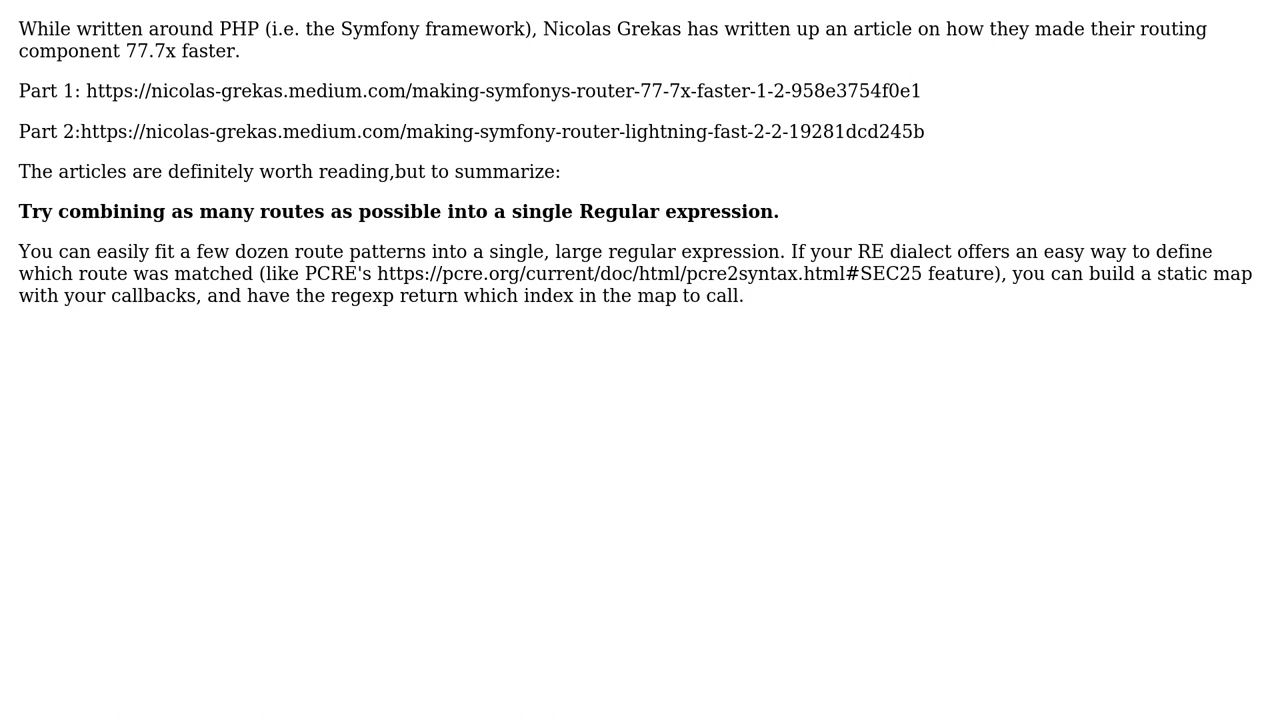 While written around PHP (i.e. the Symfony framework), Nicolas Grekas has written up an article on how they made their routing
component 77.7x faster.
Part 1: https://nicolas-grekas.medium.com/making-symfonys-router-77-7x-faster-1-2-958e3754f0e1
Part 2:https://nicolas-grekas.medium.com/making-symfony-router-lightning-fast-2-2-19281dcd245b
The articles are definitely worth reading,but to summarize:
Try combining as many routes as possible into a single Regular expression.
You can easily fit a few dozen route patterns into a single, large regular expression. If your RE dialect offers an easy way to define
which route was matched (like PCRE's https://pcre.org/current/doc/html/pcre2syntax.html#SEC25 feature), you can build a static map
with your callbacks, and have the regexp return which index in the map to call.